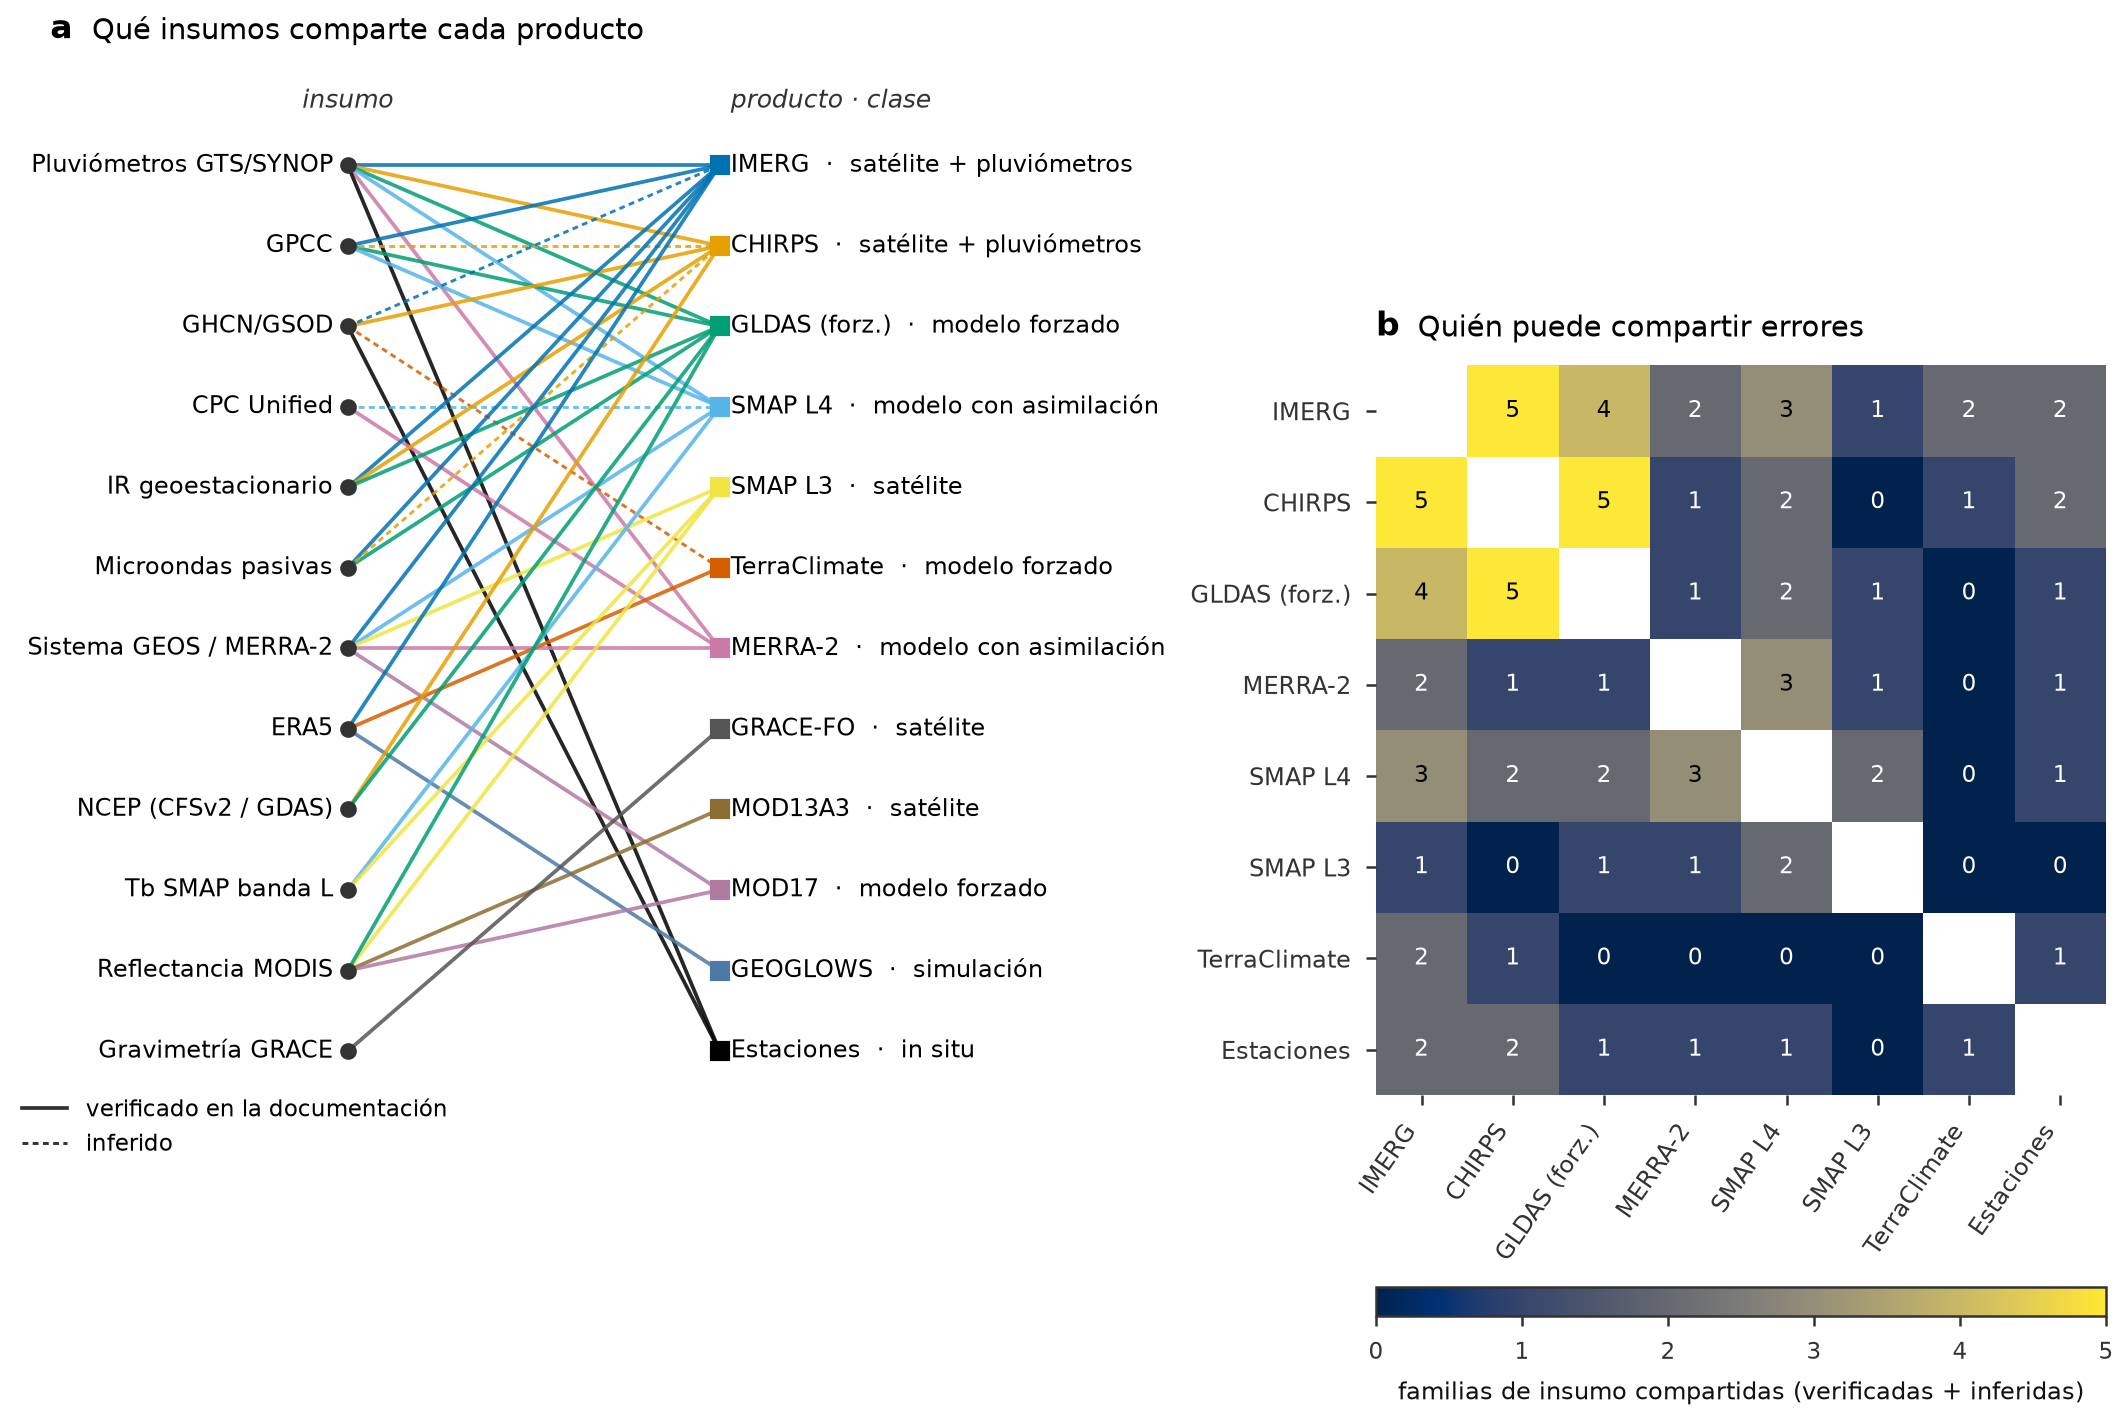 a Qué insumos comparte cada producto
insumo
producto · clase
Pluviómetros GTS/SYNOP
IMERG · satélite + pluviómetros
GPCC
CHIRPS · satélite + pluviómetros
GHCN/GSOD
GLDAS (forz.) · modelo forzado
CPC Unified
SMAP L4 · modelo con asimilación
IR geoestacionario
SMAP L3 · satélite
Microondas pasivas
TerraClimate · modelo forzado
Sistema GEOS / MERRA-2
MERRA-2 · modelo con asimilación
ERA5
GRACE-FO · satélite
NCEP (CFSv2 / GDAS)
MOD13A3 · satélite
Tb SMAP banda L
MOD17 · modelo forzado
Reflectancia MODIS
GEOGLOWS · simulación
Gravimetría GRACE
Estaciones · in situ
verificado en la documentación
inferido
b Quién puede compartir errores
IMERG 5 4 2 3 1 2 2
CHIRPS 5 5 1 2 0 1 2
GLDAS (forz.) 4 5 1 2 1 0 1
MERRA-2 2 1 1 3 1 0 1
SMAP L4 3 2 2 3 2 0 1
SMAP L3 1 0 1 1 2 0 0
TerraClimate 2 1 0 0 0 0 1
Estaciones 2 2 1 1 1 0 1
IMERG
CHIRPS
GLDAS (forz.)
MERRA-2
SMAP L4
SMAP L3
TerraClimate
Estaciones
0 1 2 3 4 5
familias de insumo compartidas (verificadas + inferidas)